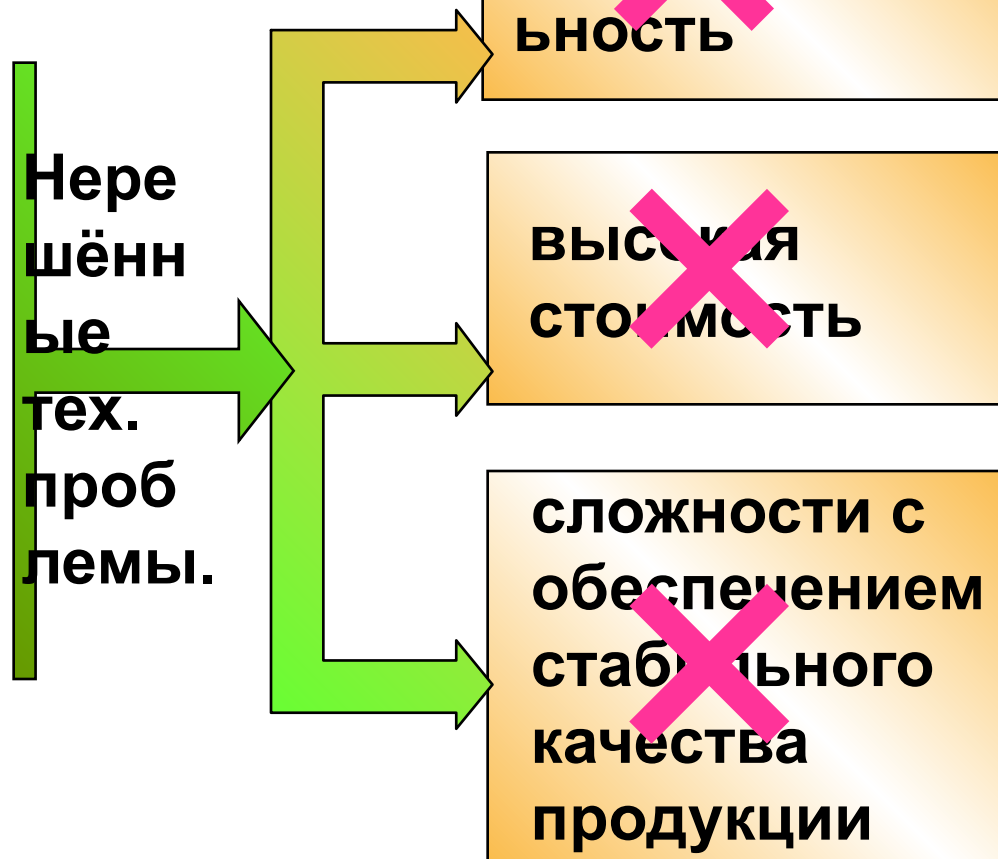 ьность
Нере
шённ
ые
тех.
проб
лемы.
высокая
стоимость
сложности с
обеспечением
стабильного
качества
продукции